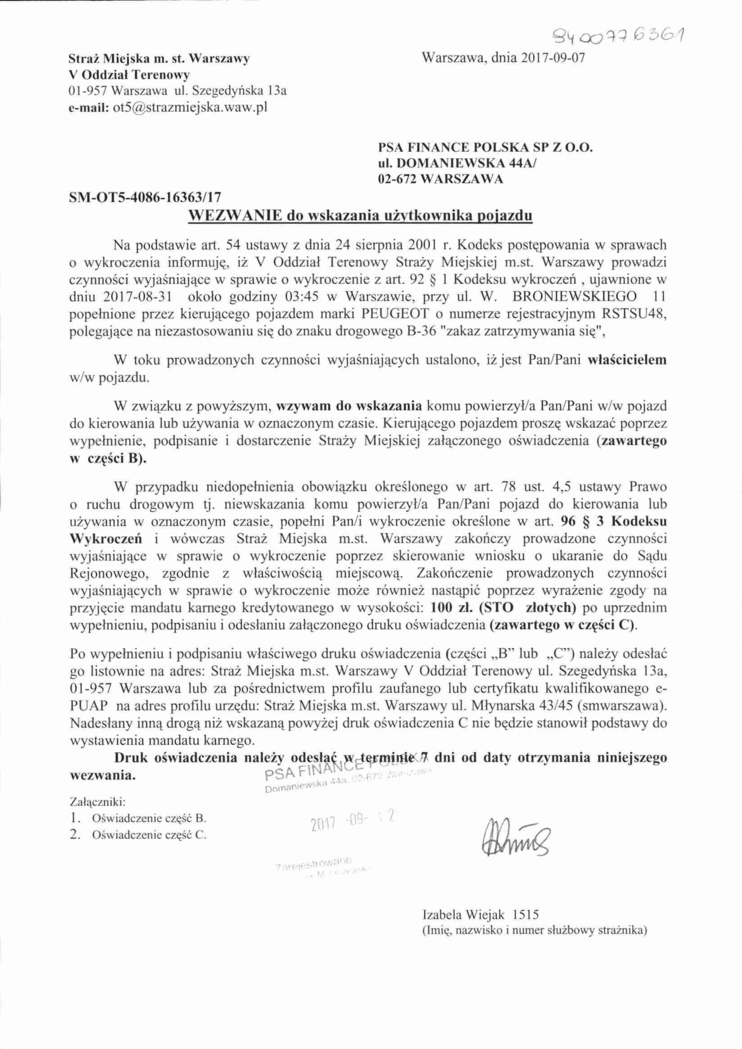 9400776361
Straż Miejska m. st. Warszawy
Warszawa, dnia 2017-09-07
V Oddział Terenowy
01-957 Warszawa ul. Szegedyńska 13a
e-mail: ot5@strazmiejska.waw.pl
PSA FINANCE POLSKA SP Z O.O.
ul. DOMANIEWSKA 44A/
02-672 WARSZAWA
SM-OT5-4086-16363/17
WEZWANIE do wskazania użytkownika pojazdu
Na podstawie art. 54 ustawy z dnia 24 sierpnia 2001 r. Kodeks postępowania w sprawach
o wykroczenia informuję, iż V Oddział Terenowy Straży Miejskiej m.st. Warszawy prowadzi
czynności wyjaśniające w sprawie o wykroczenie z art. 92 § 1 Kodeksu wykroczeń , ujawnione w
dniu 2017-08-31 około godziny 03:45 w Warszawie, przy ul. W. BRONIEWSKIEGO 11
popełnione przez kierującego pojazdem marki PEUGEOT o numerze rejestracyjnym RSTSU48,
polegające na niezastosowaniu się do znaku drogowego B-36 "zakaz zatrzymywania się",
W toku prowadzonych czynności wyjaśniających ustalono, iż jest Pan/Pani właścicielem
w/w pojazdu.
W związku z powyższym, wzywam do wskazania komu powierzył/a Pan/Pani w/w pojazd
do kierowania lub używania w oznaczonym czasie. Kierującego pojazdem proszę wskazać poprzez
wypełnienie, podpisanie i dostarczenie Straży Miejskiej załączonego oświadczenia (zawartego
w części B).
W przypadku niedopełnienia obowiązku określonego w art. 78 ust. 4,5 ustawy Prawo
o ruchu drogowym tj. niewskazania komu powierzył/a Pan/Pani pojazd do kierowania lub
używania w oznaczonym czasie, popełni Pan/i wykroczenie określone w art. 96 § 3 Kodeksu
Wykroczeń i wówczas Straż Miejska m.st. Warszawy zakończy prowadzone czynności
wyjaśniające w sprawie o wykroczenie poprzez skierowanie wniosku o ukaranie do Sądu
Rejonowego, zgodnie z właściwością miejscową. Zakończenie prowadzonych czynności
wyjaśniających w sprawie o wykroczenie może również nastąpić poprzez wyrażenie zgody na
przyjęcie mandatu karnego kredytowanego w wysokości: 100 zł. (STO złotych) po uprzednim
wypełnieniu, podpisaniu i odesłaniu załączonego druku oświadczenia (zawartego w części C).
Po wypełnieniu i podpisaniu właściwego druku oświadczenia (części „B” lub „C”) należy odesłać
go listownie na adres: Straż Miejska m.st. Warszawy V Oddział Terenowy ul. Szegedyńska 13a,
01-957 Warszawa lub za pośrednictwem profilu zaufanego lub certyfikatu kwalifikowanego e-
PUAP na adres profilu urzędu: Straż Miejska m.st. Warszawy ul. Młynarska 43/45 (smwarszawa).
Nadesłany inną drogą niż wskazaną powyżej druk oświadczenia C nie będzie stanowił podstawy do
wystawienia mandatu karnego.
Druk oświadczenia należy odesłać w terminie 7 dni od daty otrzymania niniejszego
wezwania.
PSA FINANCE POLSKA
Domaniewska 44a, 02-672 Warszawa
Załączniki:
1. Oświadczenie część B.
2. Oświadczenie część C.
2017 -09- 12
Zarejestrowano
Izabela Wiejak 1515
(Imię, nazwisko i numer służbowy strażnika)